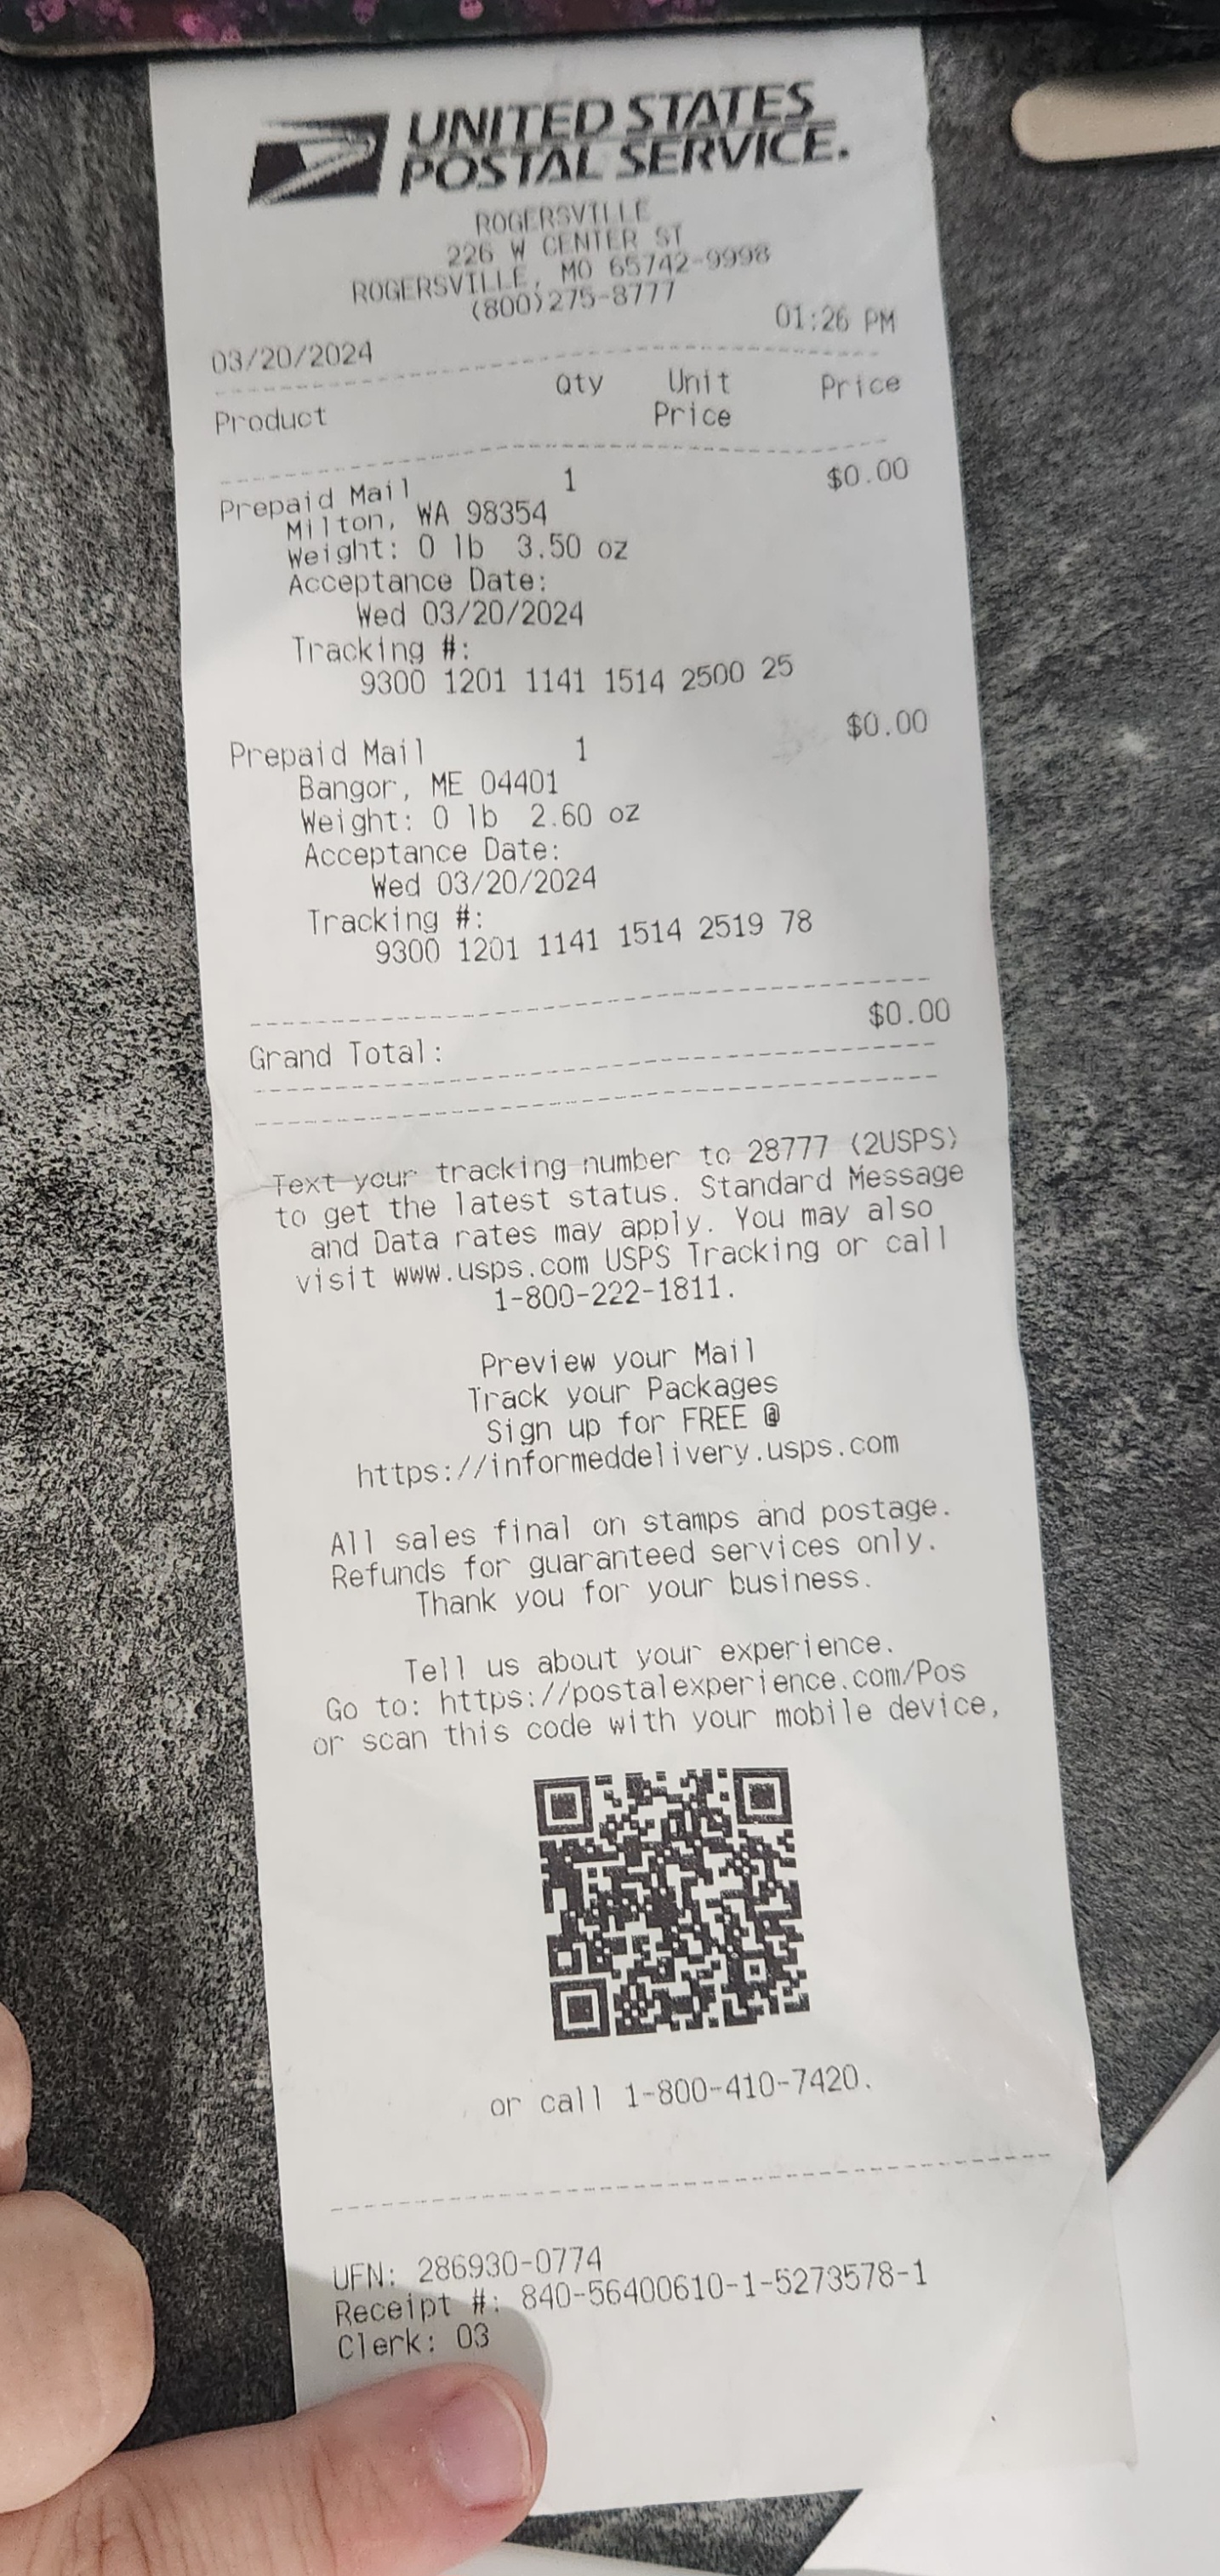 UNITED STATES
POSTAL SERVICE.
ROGERSVILLE
226 W CENTER ST
ROGERSVILLE, MO 65742-9998
(800)275-8777
03/20/2024 01:26 PM
Product Qty Unit Price
Price
Prepaid Mail 1 $0.00
Milton, WA 98354
Weight: 0 lb 3.50 oz
Acceptance Date:
Wed 03/20/2024
Tracking #:
9300 1201 1141 1514 2500 25
Prepaid Mail 1 $0.00
Bangor, ME 04401
Weight: 0 lb 2.60 oz
Acceptance Date:
Wed 03/20/2024
Tracking #:
9300 1201 1141 1514 2519 78
Grand Total: $0.00
Text your tracking number to 28777 (2USPS)
to get the latest status. Standard Message
and Data rates may apply. You may also
visit www.usps.com USPS Tracking or call
1-800-222-1811.
Preview your Mail
Track your Packages
Sign up for FREE @
https://informeddelivery.usps.com
All sales final on stamps and postage.
Refunds for guaranteed services only.
Thank you for your business.
Tell us about your experience.
Go to: https://postalexperience.com/Pos
or scan this code with your mobile device,
or call 1-800-410-7420.
UFN: 286930-0774
Receipt #: 840-56400610-1-5273578-1
Clerk: 03